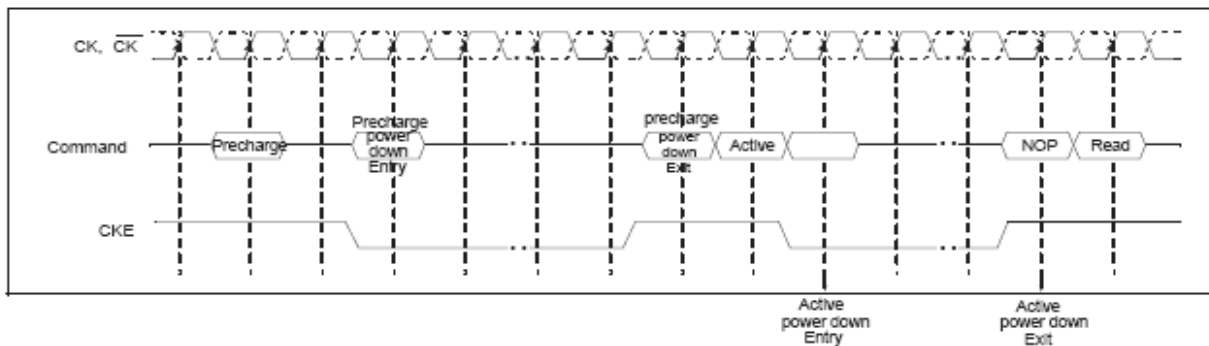 CK, CK
Command
Precharge
Precharge
power
down
Entry
precharge
power
down
Exit
Active
NOP
Read
CKE
Active
power down
Entry
Active
power down
Exit